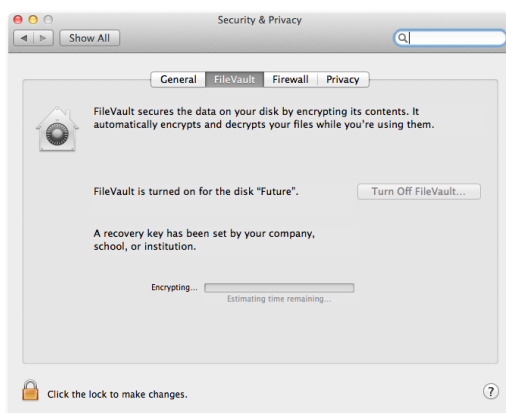 Security & Privacy
Show All
General FileVault Firewall Privacy
FileVault secures the data on your disk by encrypting its contents. It
automatically encrypts and decrypts your files while you're using them.
FileVault is turned on for the disk "Future".
Turn Off FileVault...
A recovery key has been set by your company,
school, or institution.
Encrypting...
Estimating time remaining...
Click the lock to make changes.
?